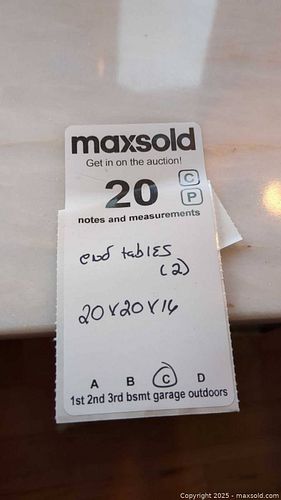 maxsold
Get in on the auction!
20
C
P
notes and measurements
end tables
(2)
20x20x16
A B C D
1st 2nd 3rd bsmt garage outdoors
Copyright 2025 - maxsold.com